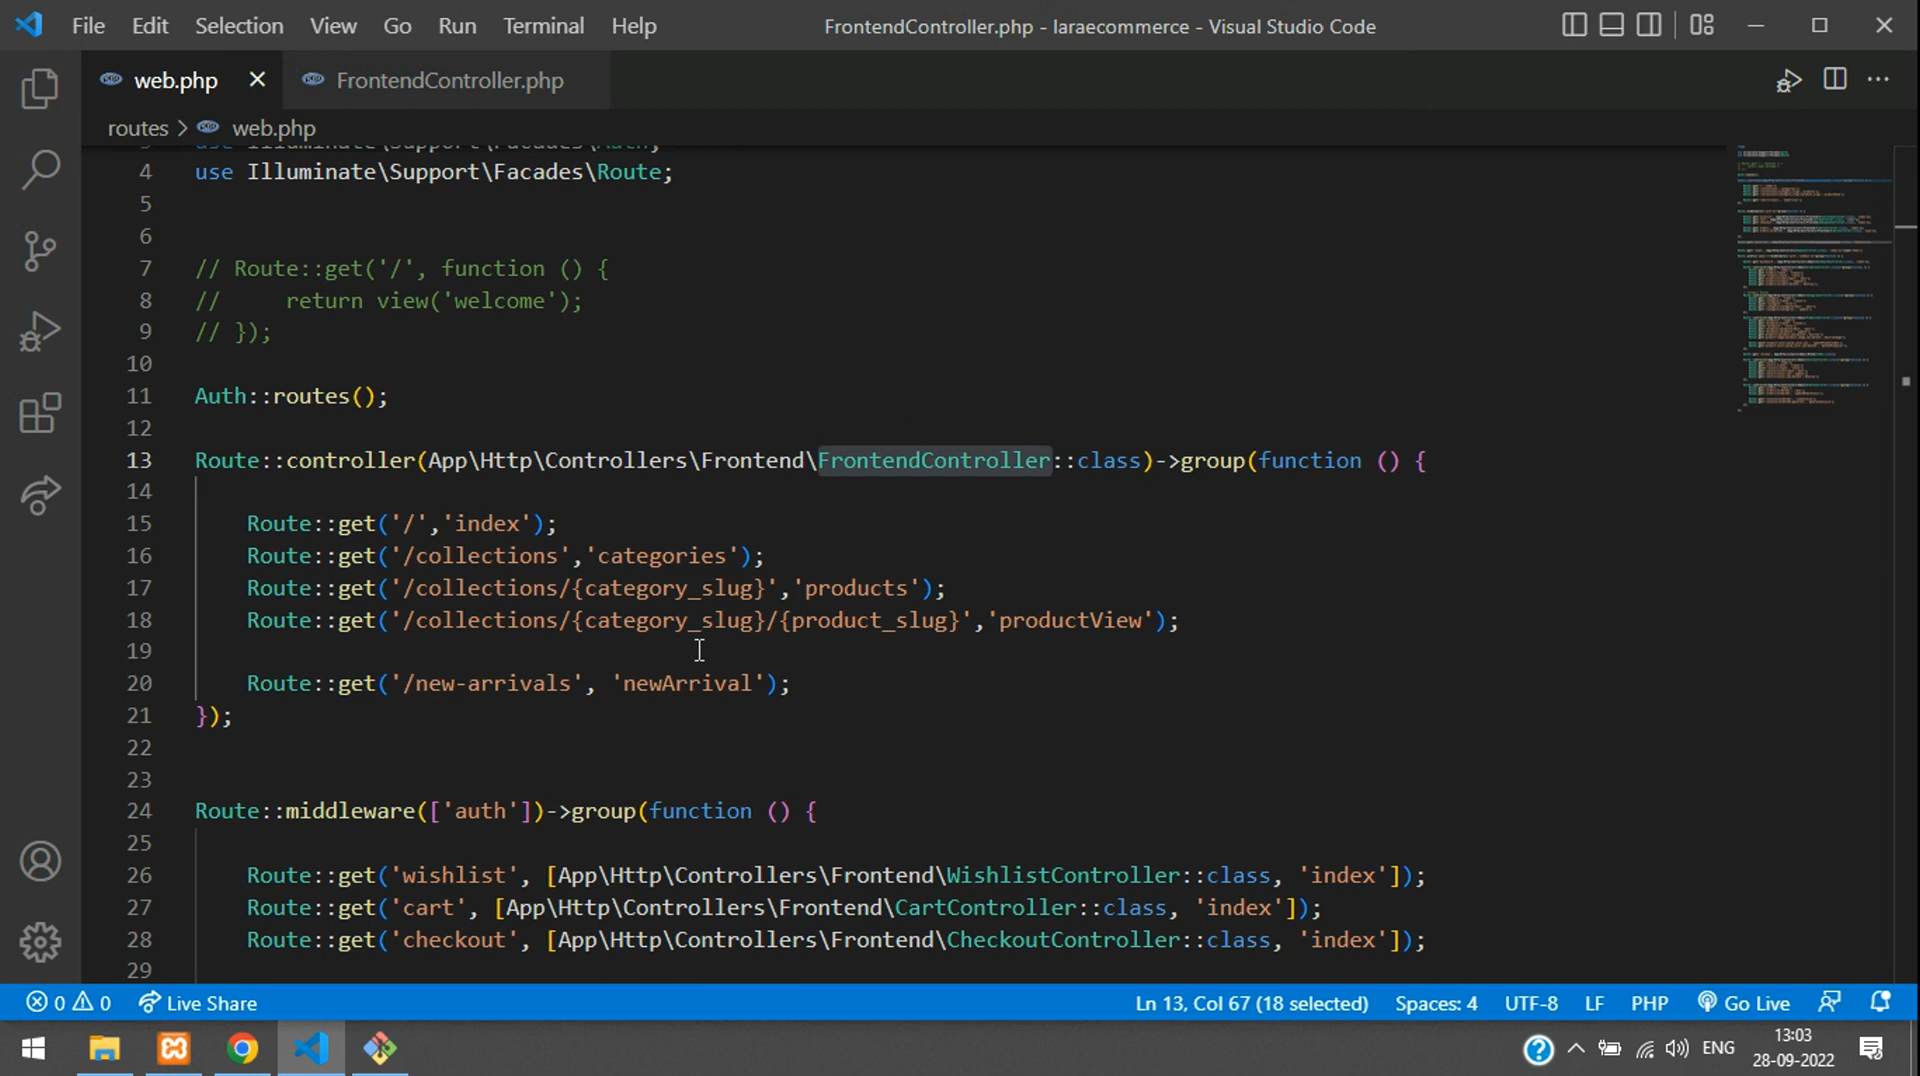 File Edit Selection View Go Run Terminal Help FrontendController.php - laraecommerce - Visual Studio Code
web.php FrontendController.php
routes > web.php
use Illuminate\Support\Facades\Auth;
4 use Illuminate\Support\Facades\Route;
5
6
7 // Route::get('/', function () {
8 //     return view('welcome');
9 // });
10
11 Auth::routes();
12
13 Route::controller(App\Http\Controllers\Frontend\FrontendController::class)->group(function () {
14
15     Route::get('/','index');
16     Route::get('/collections','categories');
17     Route::get('/collections/{category_slug}','products');
18     Route::get('/collections/{category_slug}/{product_slug}','productView');
19
20     Route::get('/new-arrivals', 'newArrival');
21 });
22
23
24 Route::middleware(['auth'])->group(function () {
25
26     Route::get('wishlist', [App\Http\Controllers\Frontend\WishlistController::class, 'index']);
27     Route::get('cart', [App\Http\Controllers\Frontend\CartController::class, 'index']);
28     Route::get('checkout', [App\Http\Controllers\Frontend\CheckoutController::class, 'index']);
29
0 0 Live Share Ln 13, Col 67 (18 selected) Spaces: 4 UTF-8 LF PHP Go Live
ENG 13:03
28-09-2022